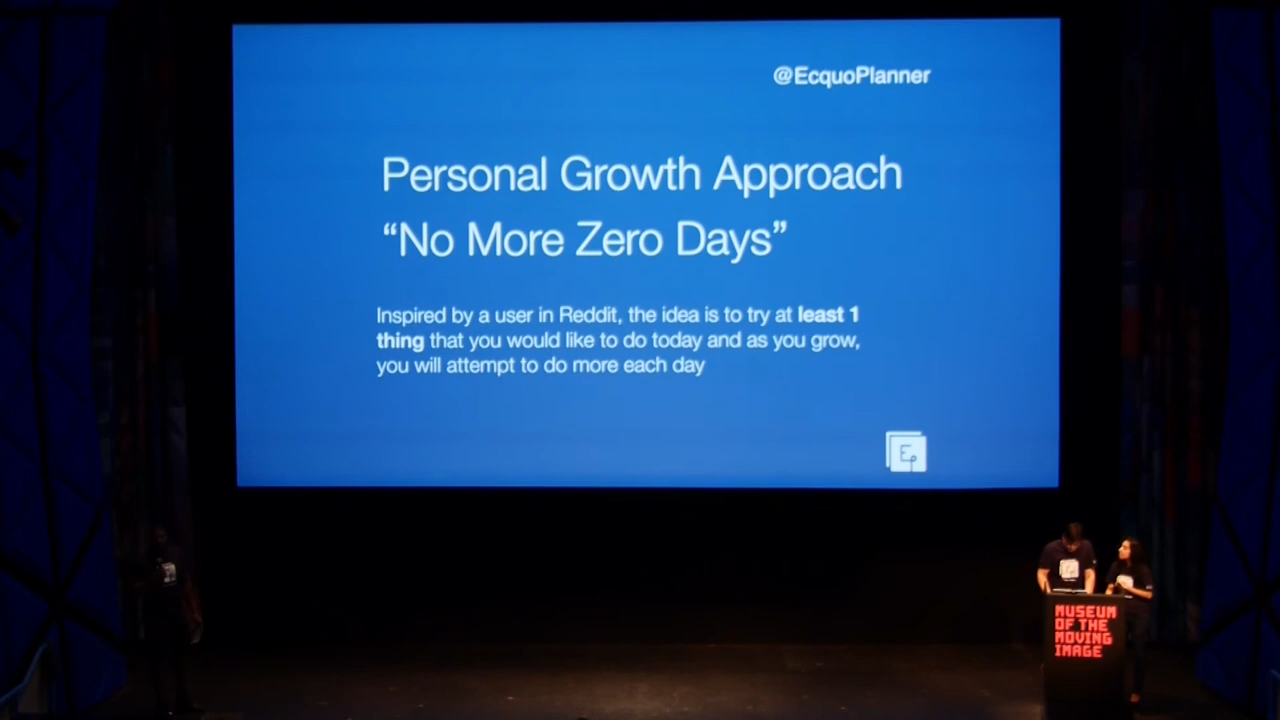 @EcquoPlanner
Personal Growth Approach
“No More Zero Days”
Inspired by a user in Reddit, the idea is to try at least 1
thing that you would like to do today and as you grow,
you will attempt to do more each day
Ep
MUSEUM
OF THE
MOVING
IMAGE